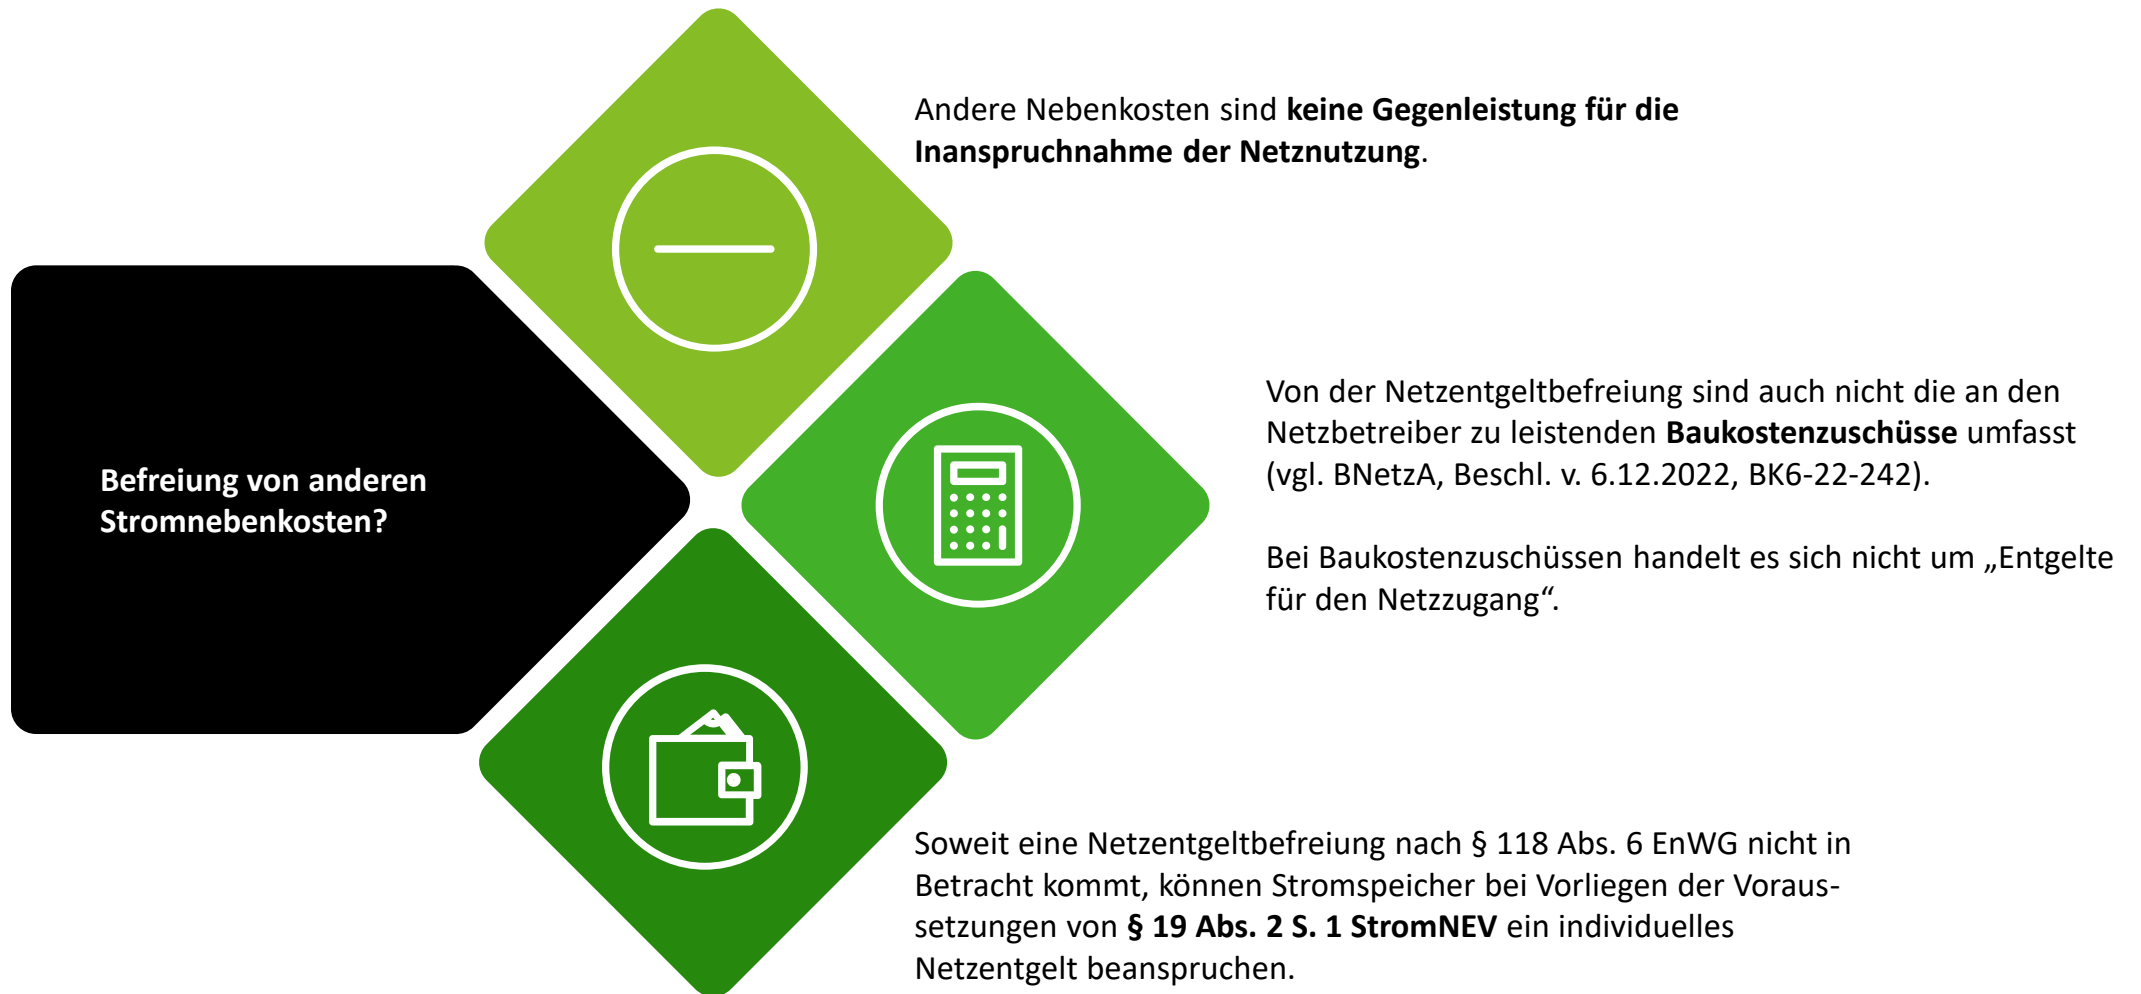 Befreiung von anderen
Stromnebenkosten?
Andere Nebenkosten sind keine Gegenleistung für die
Inanspruchnahme der Netznutzung.
Von der Netzentgeltbefreiung sind auch nicht die an den
Netzbetreiber zu leistenden Baukostenzuschüsse umfasst
(vgl. BNetzA, Beschl. v. 6.12.2022, BK6-22-242).
Bei Baukostenzuschüssen handelt es sich nicht um „Entgelte
für den Netzzugang“.
Soweit eine Netzentgeltbefreiung nach § 118 Abs. 6 EnWG nicht in
Betracht kommt, können Stromspeicher bei Vorliegen der Voraus-
setzungen von § 19 Abs. 2 S. 1 StromNEV ein individuelles
Netzentgelt beanspruchen.